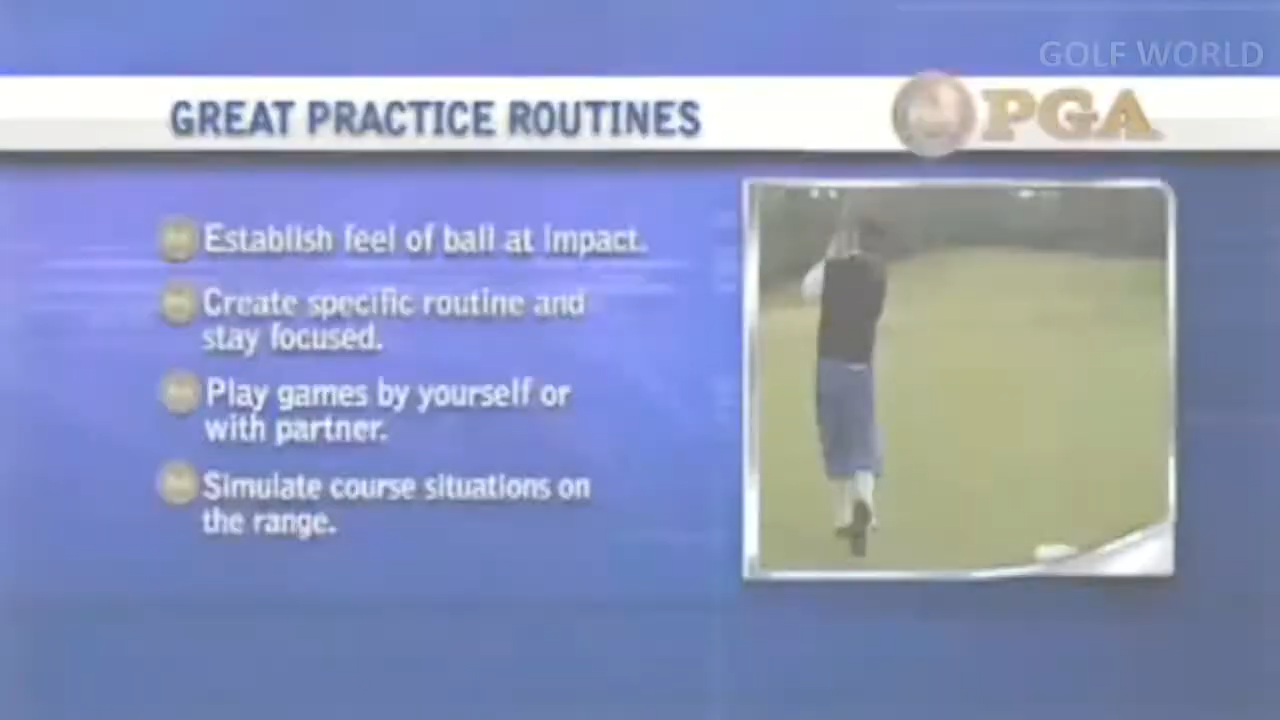 GOLF WORLD
GREAT PRACTICE ROUTINES
PGA
Establish feel of ball at impact.
Create specific routine and
stay focused.
Play games by yourself or
with partner.
Simulate course situations on
the range.